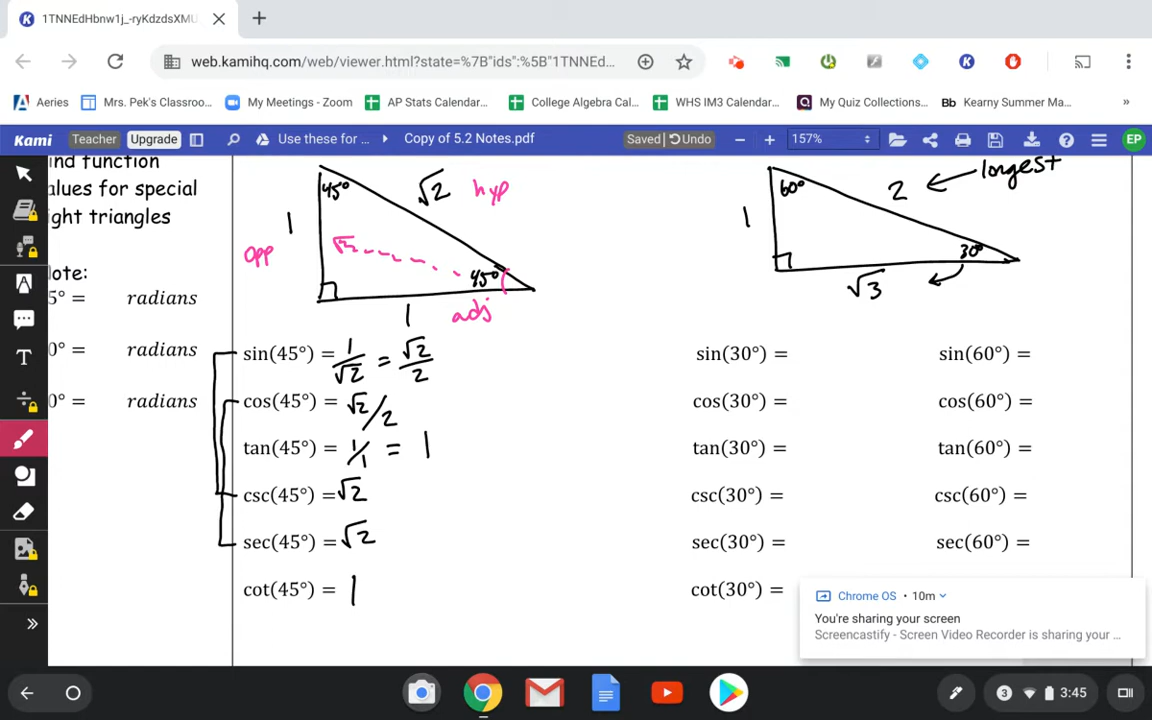 1TNNEdHbnw1j_-ryKdzdsXMU
web.kamihq.com/web/viewer.html?state=%7B"ids":%5B"1TNNEd...
Aeries Mrs. Pek's Classroo... My Meetings - Zoom AP Stats Calendar... College Algebra Cal... WHS IM3 Calendar... My Quiz Collections... Bb Kearny Summer Ma... »
Kami Teacher Upgrade Use these for ... Copy of 5.2 Notes.pdf Saved Undo 157% EP
ind function
alues for special
ght triangles
lote:
5° = radians
0° = radians
0° = radians
45° √2 hyp
1
opp √2
45°
1 adj
60° 2 longest
1
30°
√3
sin(45°) = 1/√2 = √2/2
cos(45°) = √2/2
tan(45°) = 1/1 = 1
csc(45°) = √2
sec(45°) = √2
cot(45°) = 1
sin(30°) = sin(60°) =
cos(30°) = cos(60°) =
tan(30°) = tan(60°) =
csc(30°) = csc(60°) =
sec(30°) = sec(60°) =
cot(30°) =
Chrome OS • 10m
You're sharing your screen
Screencastify - Screen Video Recorder is sharing your ...
3 3:45